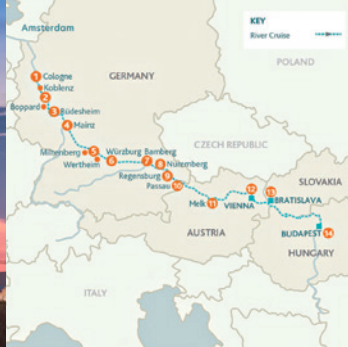 KEY
River Cruise
Amsterdam
POLAND
GERMANY
1 Cologne
Koblenz
2
Boppard
3 Rüdesheim
4 Mainz
CZECH REPUBLIC
5 Würzburg Bamberg
Miltenberg
6 7 8 Nuremberg
Wertheim
Regensburg 9
Passau 10
SLOVAKIA
12 13
Melk 11 VIENNA BRATISLAVA
BUDAPEST 14
AUSTRIA
HUNGARY
ITALY